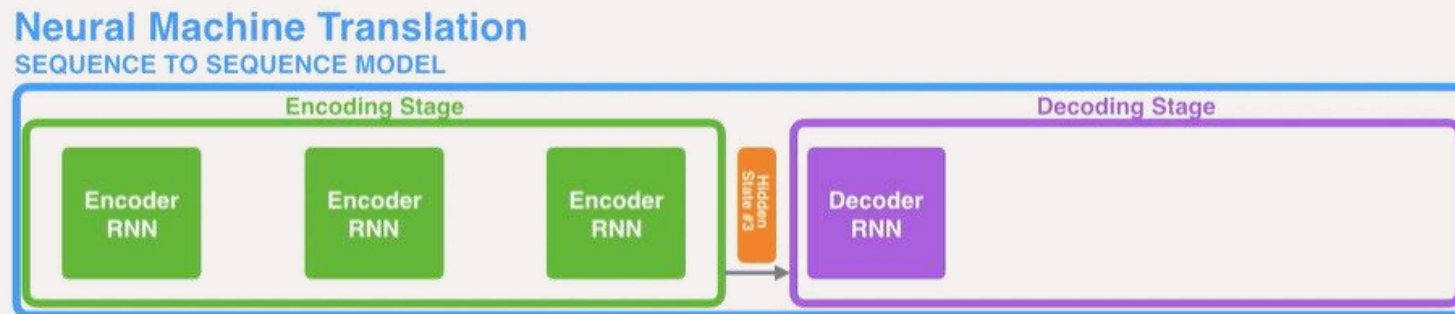 Neural Machine Translation
SEQUENCE TO SEQUENCE MODEL
Encoding Stage
Decoding Stage
Encoder
RNN
Encoder
RNN
Encoder
RNN
Hidden
State #3
Decoder
RNN